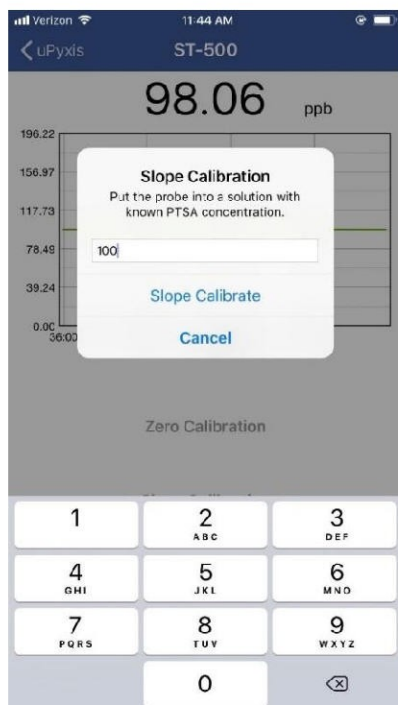 Verizon 11:44 AM
uPyxis ST-500
98.06 ppb
196.22
156.97
117.73
78.49
39.24
0.00
36:00
Slope Calibration
Put the probe into a solution with
known PTSA concentration.
100
Slope Calibrate
Cancel
Zero Calibration
1 2 3
ABC DEF
4 5 6
GHI JKL MNO
7 8 9
PQRS TUV WXYZ
0